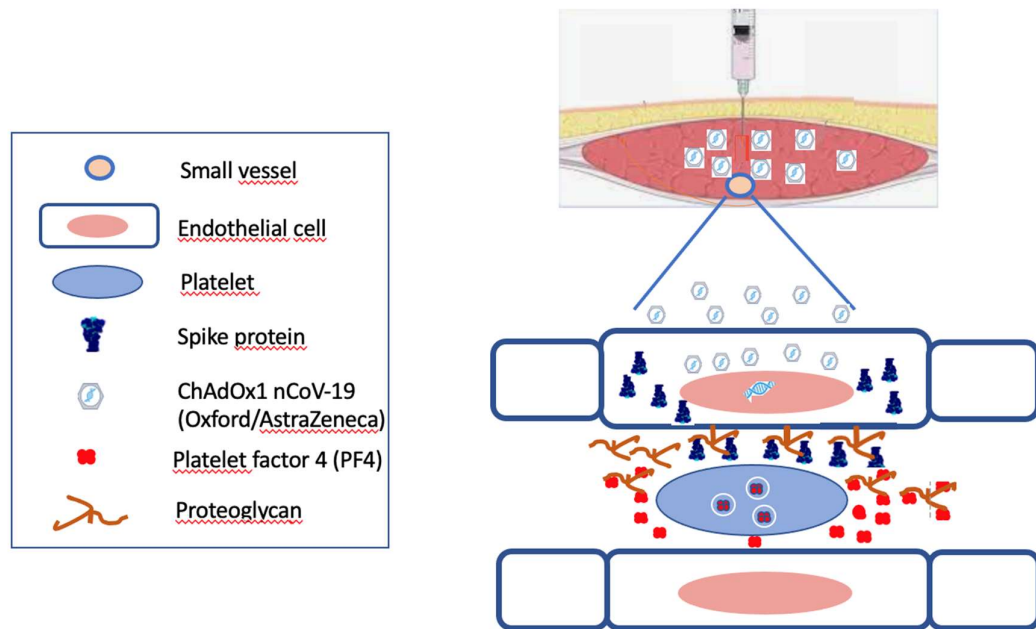 Small vessel
Endothelial cell
Platelet
Spike protein
ChAdOx1 nCoV-19
(Oxford/AstraZeneca)
Platelet factor 4 (PF4)
Proteoglycan